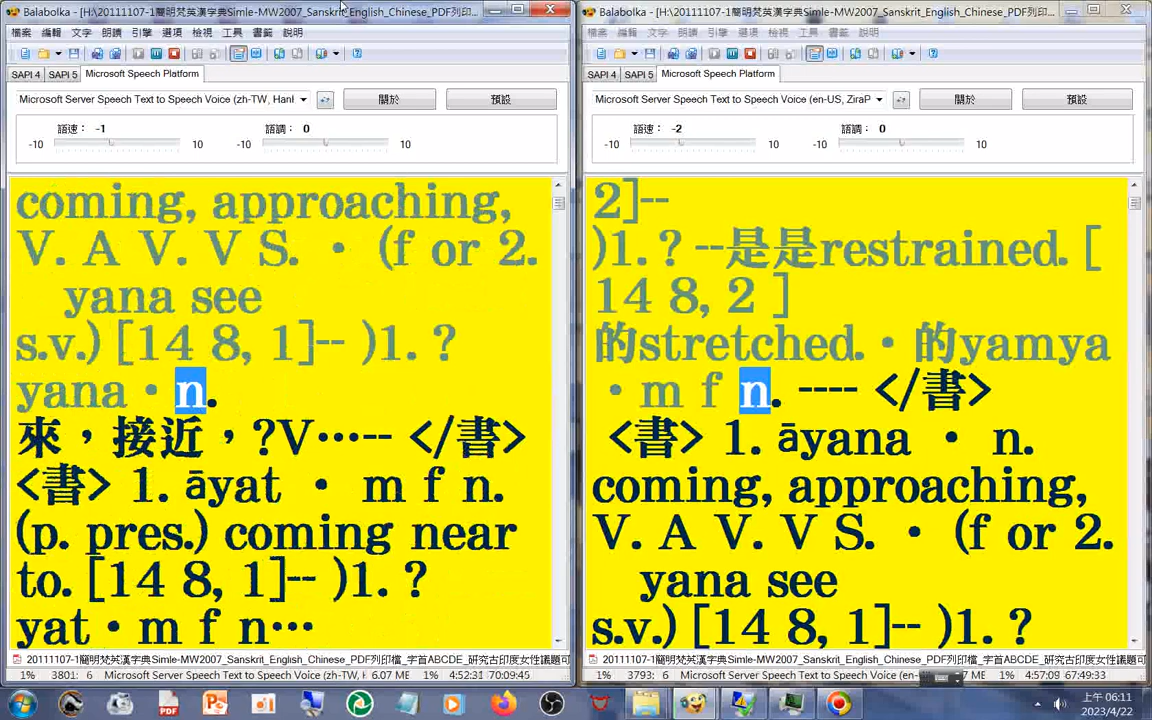 Balabolka - [H:\20111107-1簡明梵英漢字典Simle-MW2007_Sanskrit_English_Chinese_PDF列印...
檔案 編輯 文字 朗讀 引擎 選項 檢視 工具 書籤 說明
SAPI 4 SAPI 5 Microsoft Speech Platform
Microsoft Server Speech Text to Speech Voice (zh-TW, Hanl
關於 預設
語速： -1 語調： 0
-10 10 -10 10
coming, approaching,
V. A V. V S. • (f or 2.
yana see
s.v.) [14 8, 1]-- )1. ?
yana • n.
來，接近，?V…-- </書>
<書> 1. āyat • m f n.
(p. pres.) coming near
to. [14 8, 1]-- )1. ?
yat • m f n…
20111107-1簡明梵英漢字典Simle-MW2007_Sanskrit_English_Chinese_PDF列印檔_字首ABCDE_研究古印度女性議題可
1% 3801: 6 Microsoft Server Speech Text to Speech Voice (zh-TW, H 6.07 MB 1% 4:52:31 70:09:45
Balabolka - [H:\20111107-1簡明梵英漢字典Simle-MW2007_Sanskrit_English_Chinese_PDF列印...
檔案 編輯 文字 朗讀 引擎 選項 檢視 工具 書籤 說明
SAPI 4 SAPI 5 Microsoft Speech Platform
Microsoft Server Speech Text to Speech Voice (en-US, ZiraP
關於 預設
語速： -2 語調： 0
-10 10 -10 10
2]--
)1. ? --是是restrained. [
14 8, 2 ]
的stretched. • 的yamya
• m f n. ---- </書>
<書> 1. āyana • n.
coming, approaching,
V. A V. V S. • (f or 2.
yana see
s.v.) [14 8, 1]-- )1. ?
20111107-1簡明梵英漢字典Simle-MW2007_Sanskrit_English_Chinese_PDF列印檔_字首ABCDE_研究古印度女性議題可
1% 3793: 6 Microsoft Server Speech Text to Speech Voice (en-US, 1% 4:57:09 67:49:33
上午 06:11
2023/4/22